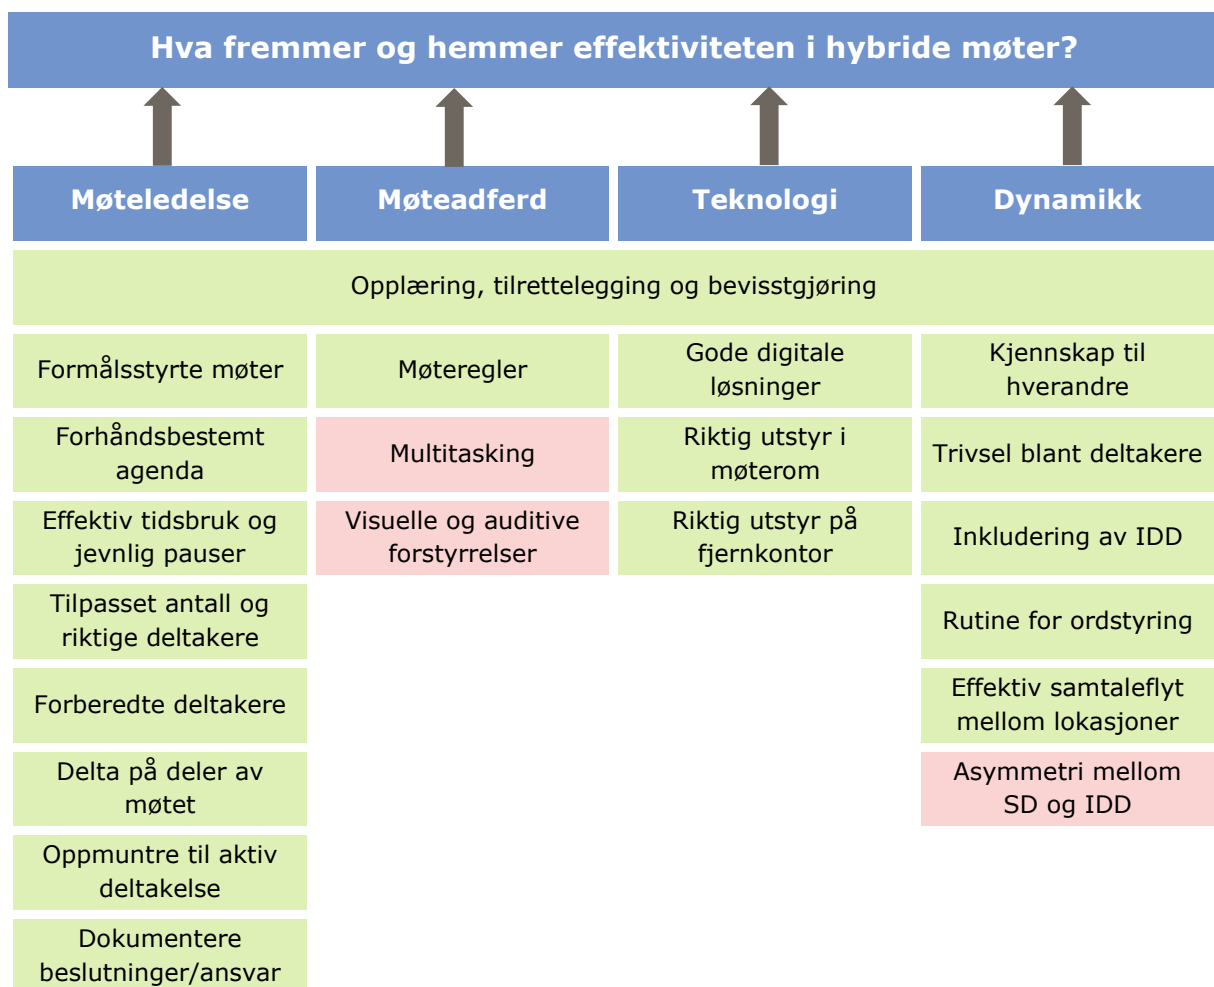 Hva fremmer og hemmer effektiviteten i hybride møter?
Møteledelse
Møteadferd
Teknologi
Dynamikk
Opplæring, tilrettelegging og bevisstgjøring
Formålsstyrte møter
Møteregler
Gode digitale
løsninger
Kjennskap til
hverandre
Forhåndsbestemt
agenda
Multitasking
Riktig utstyr i
møterom
Trivsel blant deltakere
Effektiv tidsbruk og
jevnlig pauser
Visuelle og auditive
forstyrrelser
Riktig utstyr på
fjernkontor
Inkludering av IDD
Tilpasset antall og
riktige deltakere
Rutine for ordstyring
Forberedte deltakere
Effektiv samtaleflyt
mellom lokasjoner
Delta på deler av
møtet
Asymmetri mellom
SD og IDD
Oppmuntre til aktiv
deltakelse
Dokumentere
beslutninger/ansvar